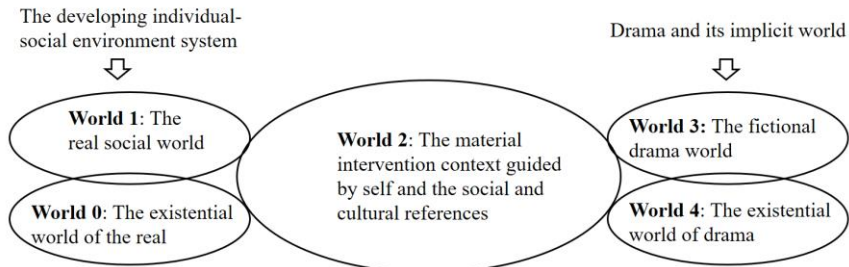 The developing individual-
social environment system
Drama and its implicit world
World 1: The
real social world
World 0: The existential
world of the real
World 2: The material
intervention context guided
by self and the social and
cultural references
World 3: The fictional
drama world
World 4: The existential
world of drama